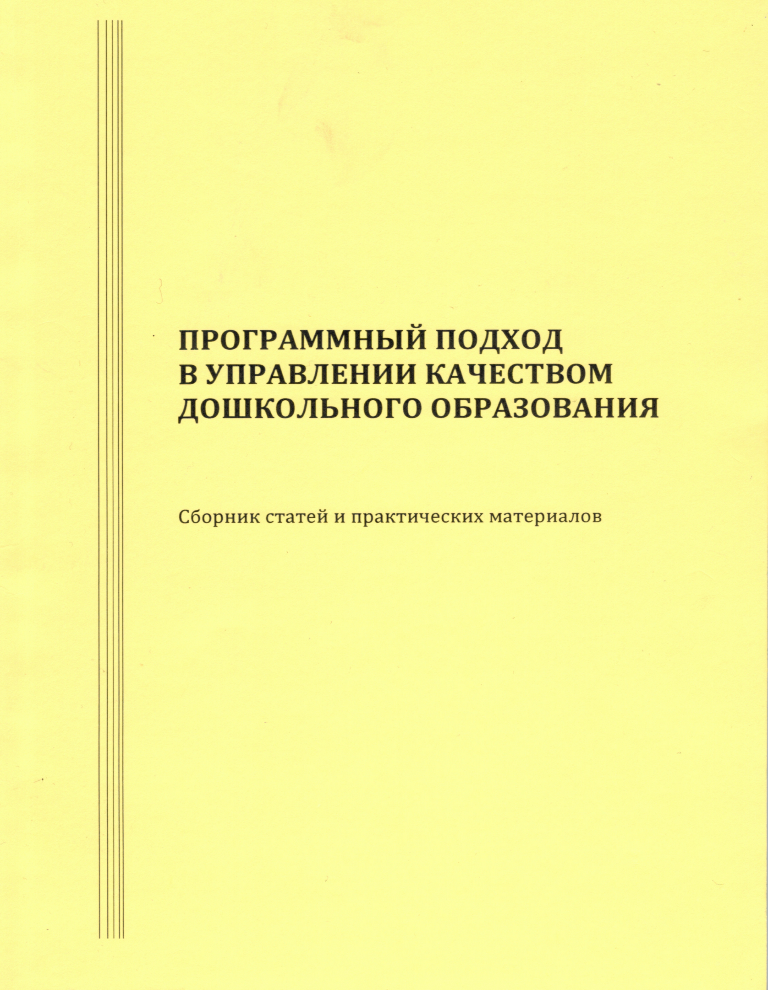 ПРОГРАММНЫЙ ПОДХОД
В УПРАВЛЕНИИ КАЧЕСТВОМ
ДОШКОЛЬНОГО ОБРАЗОВАНИЯ
Сборник статей и практических материалов